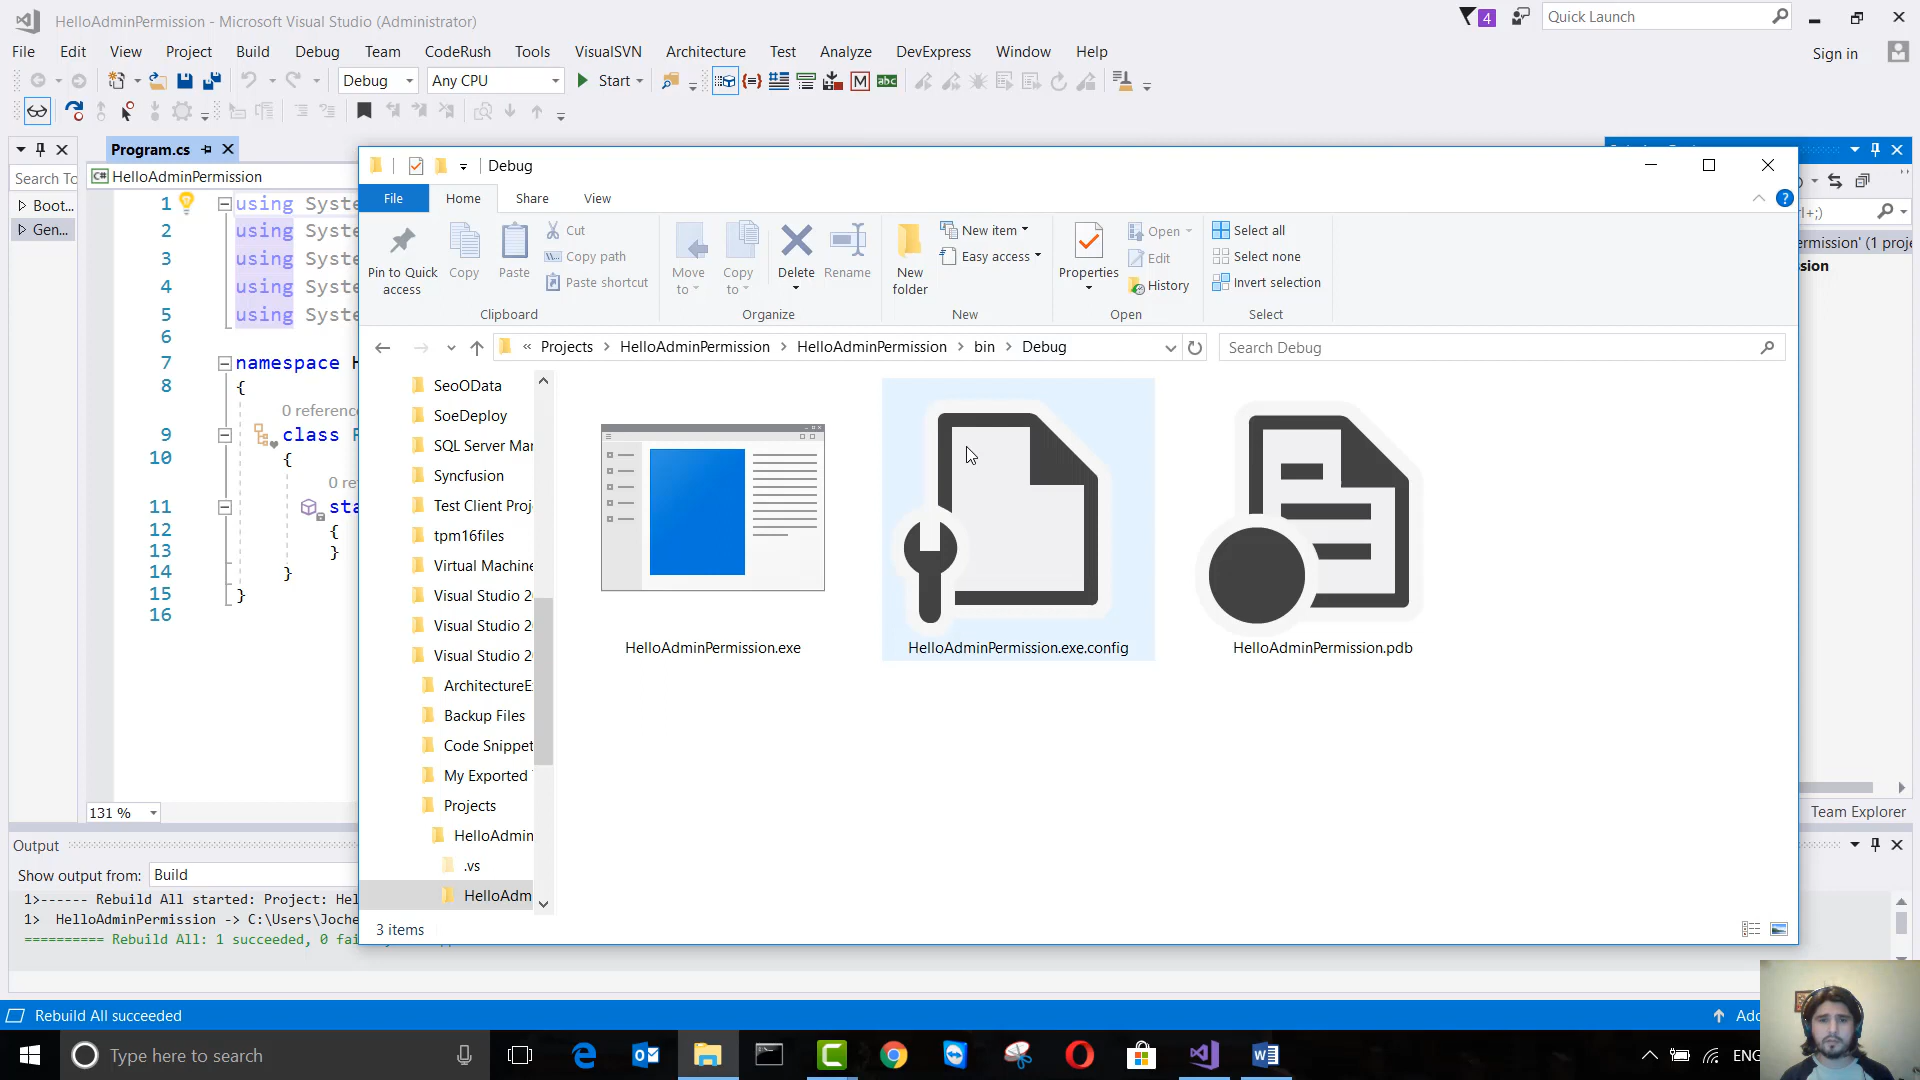 HelloAdminPermission - Microsoft Visual Studio (Administrator)
4
Quick Launch
File Edit View Project Build Debug Team CodeRush Tools VisualSVN Architecture Test Analyze DevExpress Window Help
Sign in
Debug Any CPU Start
M abc
Program.cs
Search To
HelloAdminPermission
Boot...
Gen...
1 using Syste
2 using Syste
3 using Syste
4 using Syste
5 using Syste
6
7 namespace H
8 {
0 reference
9 class P
10 {
0 re
11 sta
12 {
13 }
14 }
15 }
16
131 %
Debug
File Home Share View
Pin to Quick access
Copy
Paste
Cut
Copy path
Paste shortcut
Clipboard
Move to
Copy to
Delete
Rename
Organize
New folder
New item
Easy access
New
Properties
Open
Edit
History
Open
Select all
Select none
Invert selection
Select
« Projects HelloAdminPermission HelloAdminPermission bin Debug
Search Debug
SeoOData
SoeDeploy
SQL Server Mar
Syncfusion
Test Client Proj
tpm16files
Virtual Machine
Visual Studio 2
Visual Studio 2
Visual Studio 2
ArchitectureE
Backup Files
Code Snippet
My Exported
Projects
HelloAdmin
.vs
HelloAdm
HelloAdminPermission.exe
HelloAdminPermission.exe.config
HelloAdminPermission.pdb
3 items
rl+;)
ermission' (1 proje
sion
Team Explorer
Output
Show output from: Build
1>------ Rebuild All started: Project: Hel
1> HelloAdminPermission -> C:\Users\Joche
========== Rebuild All: 1 succeeded, 0 fai
Rebuild All succeeded
Add
Type here to search
ENG